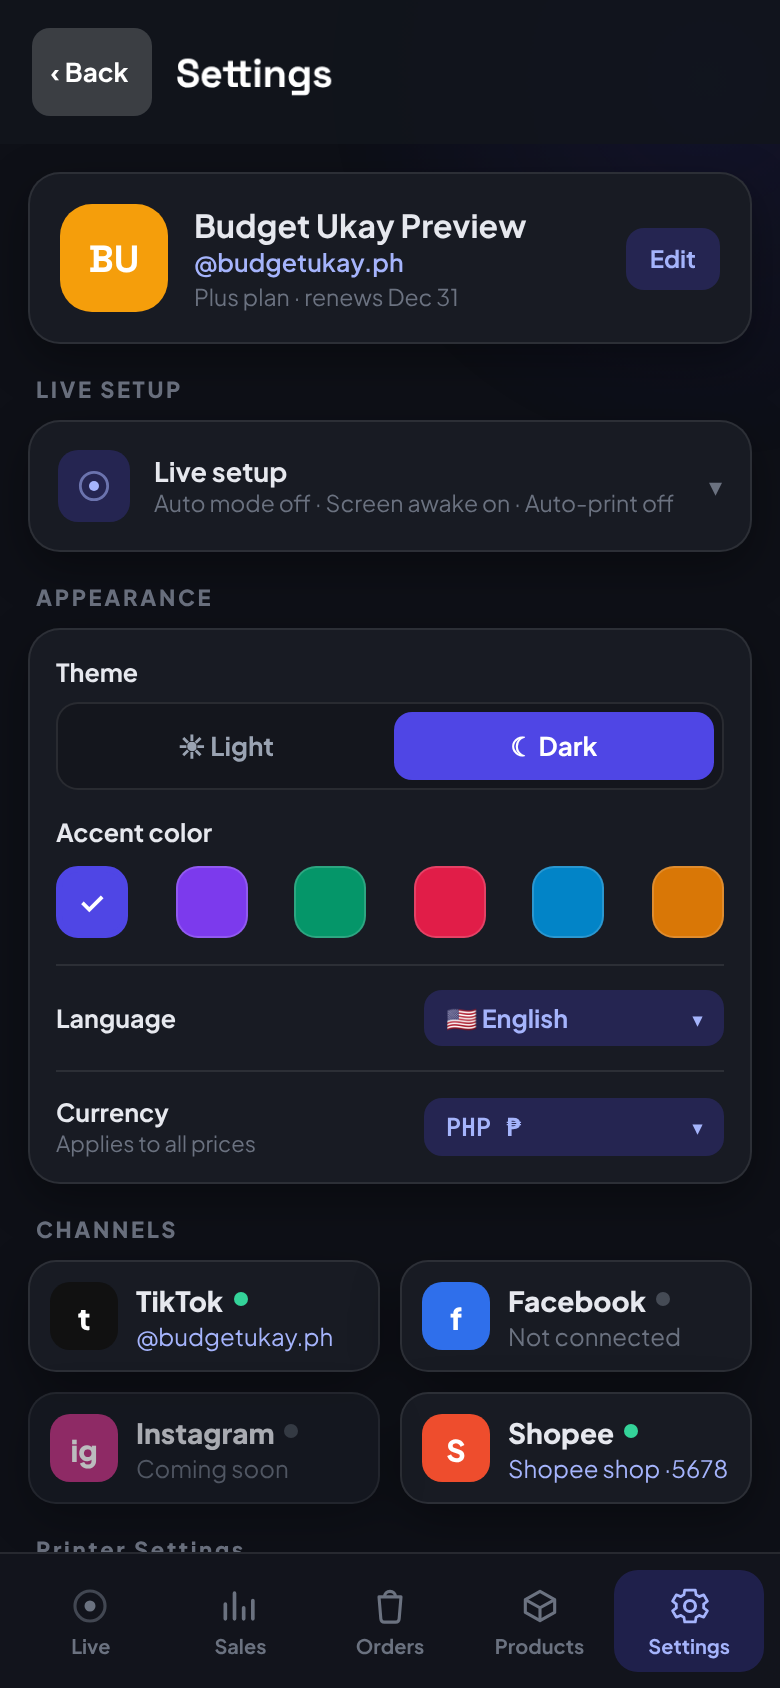 ‹ Back
Settings
BU
Budget Ukay Preview
@budgetukay.ph
Plus plan · renews Dec 31
Edit
LIVE SETUP
Live setup
Auto mode off · Screen awake on · Auto-print off
APPEARANCE
Theme
Light
Dark
Accent color
Language
English
Currency
Applies to all prices
PHP ₱
CHANNELS
t
TikTok
@budgetukay.ph
f
Facebook
Not connected
ig
Instagram
Coming soon
S
Shopee
Shopee shop ·5678
Printer Settings
Live
Sales
Orders
Products
Settings